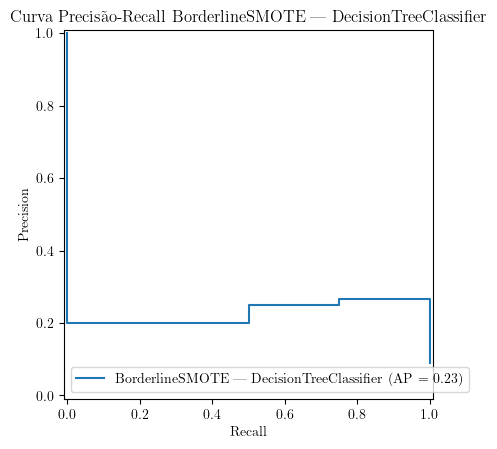 Curva Precisão-Recall BorderlineSMOTE — DecisionTreeClassifier
1.0
0.8
0.6
0.4
0.2
0.0
Precision
BorderlineSMOTE — DecisionTreeClassifier (AP = 0.23)
0.0 0.2 0.4 0.6 0.8 1.0
Recall